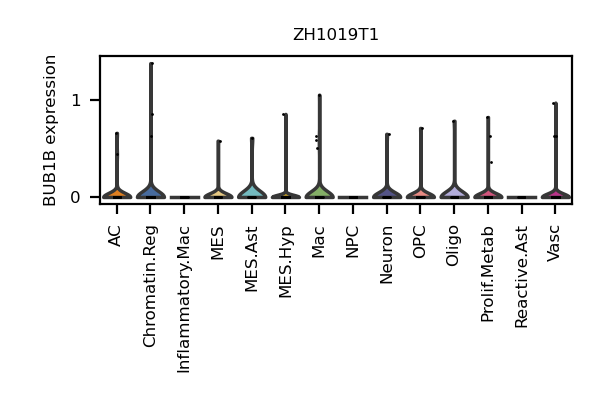 ZH1019T1
BUB1B expression
1
0
AC
Chromatin.Reg
Inflammatory.Mac
MES
MES.Ast
MES.Hyp
Mac
NPC
Neuron
OPC
Oligo
Prolif.Metab
Reactive.Ast
Vasc